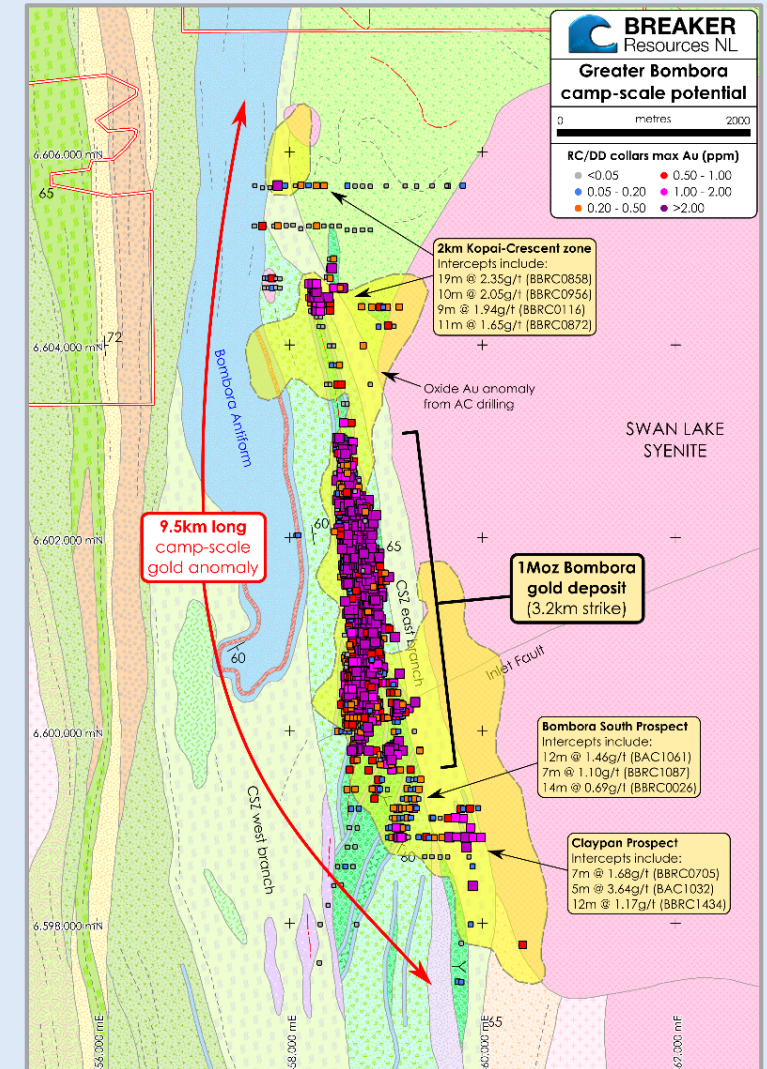 BREAKER
Resources NL
Greater Bombora
camp-scale potential
0 metres 2000
RC/DD collars max Au (ppm)
<0.05
0.05 - 0.20
0.20 - 0.50
0.50 - 1.00
1.00 - 2.00
>2.00
6,606,000 mN
65
2km Kopai-Crescent zone
Intercepts include:
19m @ 2.35g/t (BBRC0858)
10m @ 2.05g/t (BBRC0956)
9m @ 1.94g/t (BBRC0116)
11m @ 1.65g/t (BBRC0872)
6,604,000 mN
72
Bombora Antiform
Oxide Au anomaly
from AC drilling
SWAN LAKE
SYENITE
9.5km long
camp-scale
gold anomaly
6,602,000 mN
60
65
CSZ east branch
1Moz Bombora
gold deposit
(3.2km strike)
60
Inlet Fault
6,600,000 mN
Bombora South Prospect
Intercepts include:
12m @ 1.46g/t (BAC1061)
7m @ 1.10g/t (BBRC1087)
14m @ 0.69g/t (BBRC0026)
CSZ west branch
80
Claypan Prospect
Intercepts include:
7m @ 1.68g/t (BBRC0705)
5m @ 3.64g/t (BAC1032)
12m @ 1.17g/t (BBRC1434)
6,598,000 mN
65